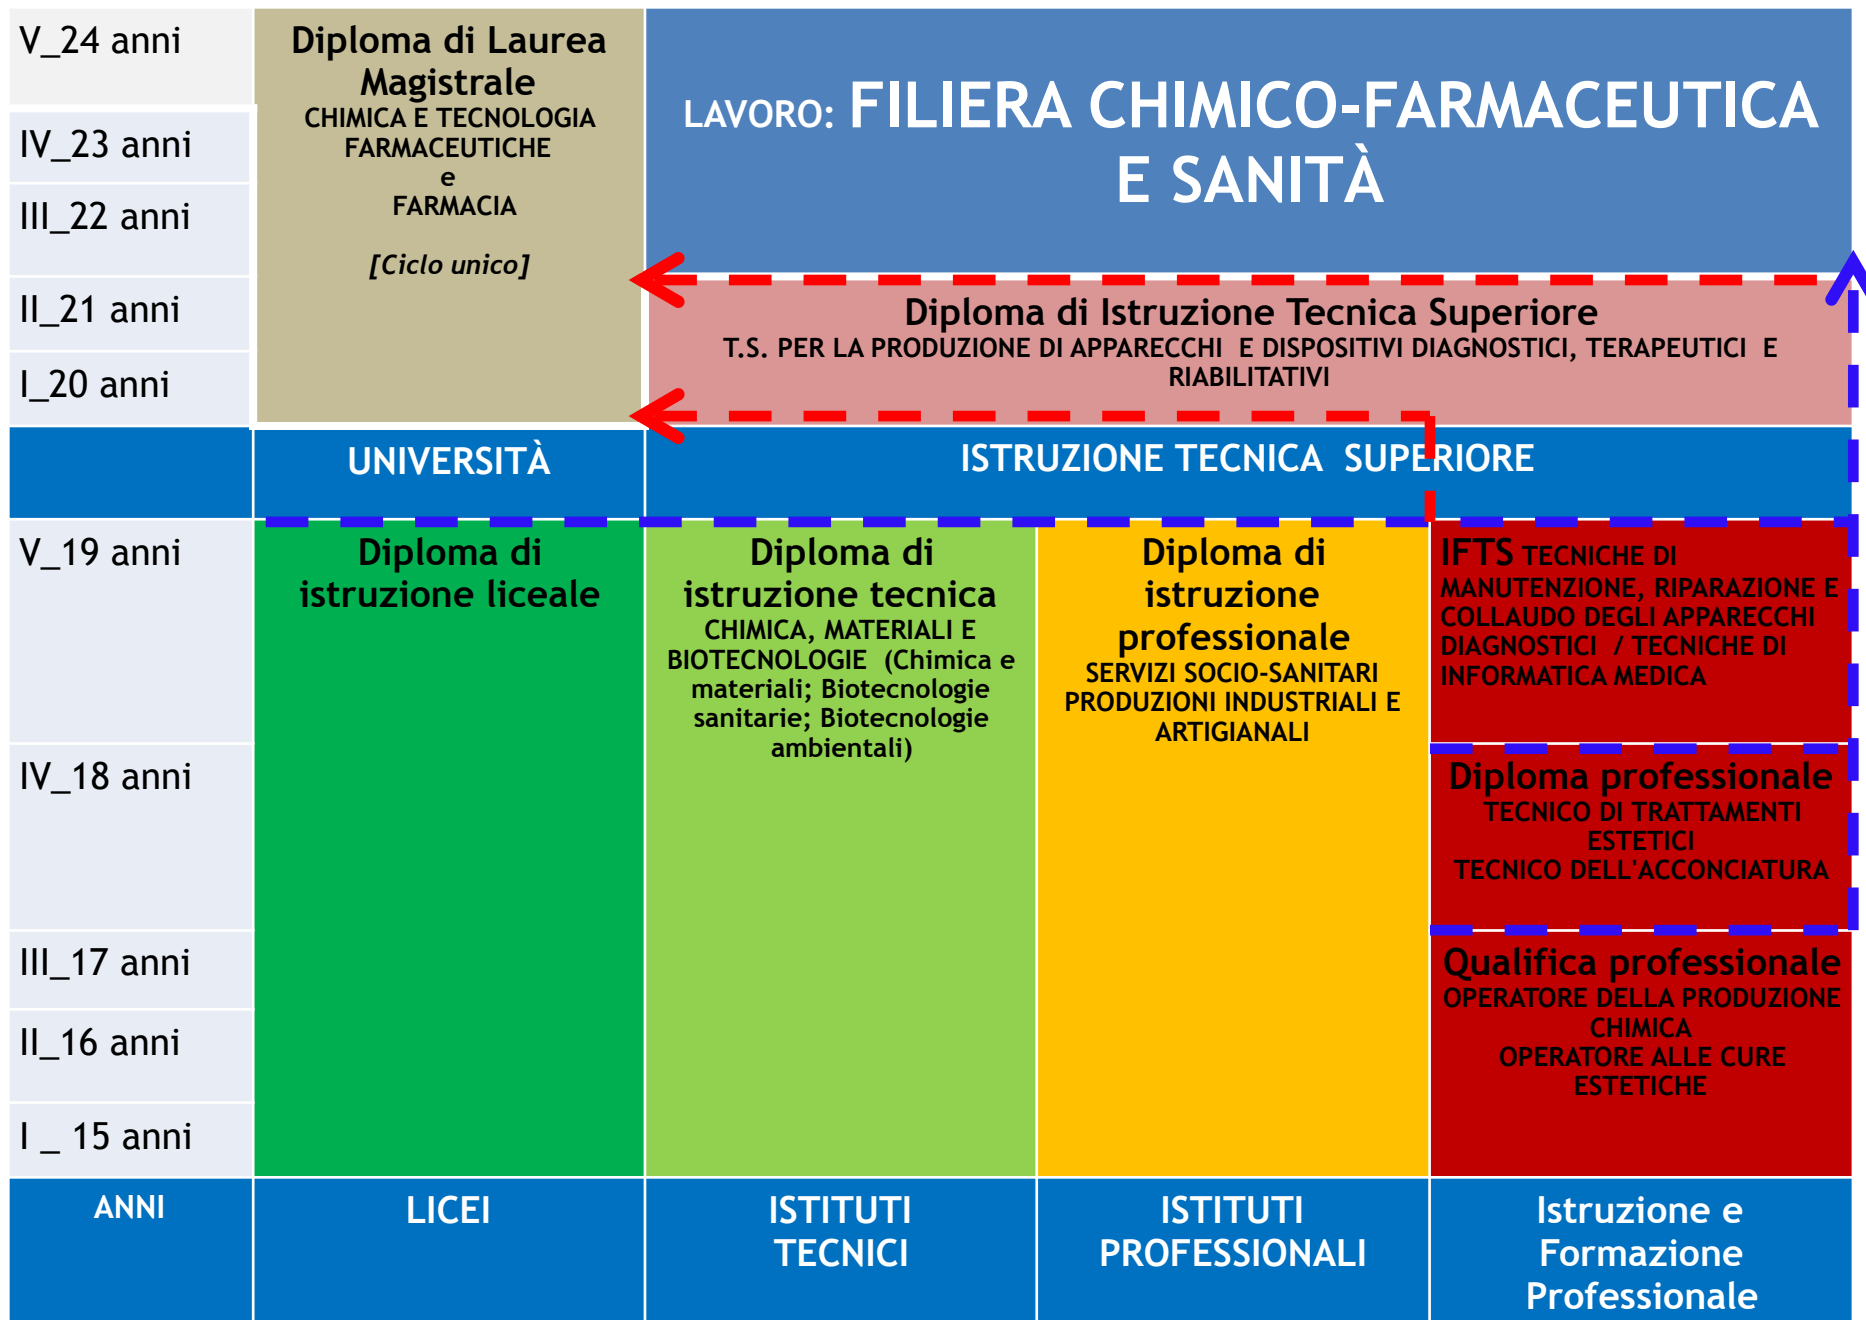 V_24 anni
Diploma di Laurea
Magistrale
CHIMICA E TECNOLOGIA
FARMACEUTICHE
e
FARMACIA
[Ciclo unico]
LAVORO: FILIERA CHIMICO-FARMACEUTICA
E SANITÀ
IV_23 anni
III_22 anni
II_21 anni
Diploma di Istruzione Tecnica Superiore
T.S. PER LA PRODUZIONE DI APPARECCHI E DISPOSITIVI DIAGNOSTICI, TERAPEUTICI E
RIABILITATIVI
I_20 anni
UNIVERSITÀ
ISTRUZIONE TECNICA SUPERIORE
V_19 anni
Diploma di
istruzione liceale
Diploma di
istruzione tecnica
CHIMICA, MATERIALI E
BIOTECNOLOGIE (Chimica e
materiali; Biotecnologie
sanitarie; Biotecnologie
ambientali)
Diploma di
istruzione
professionale
SERVIZI SOCIO-SANITARI
PRODUZIONI INDUSTRIALI E
ARTIGIANALI
IFTS TECNICHE DI
MANUTENZIONE, RIPARAZIONE E
COLLAUDO DEGLI APPARECCHI
DIAGNOSTICI / TECNICHE DI
INFORMATICA MEDICA
IV_18 anni
Diploma professionale
TECNICO DI TRATTAMENTI
ESTETICI
TECNICO DELL'ACCONCIATURA
III_17 anni
Qualifica professionale
OPERATORE DELLA PRODUZIONE
CHIMICA
OPERATORE ALLE CURE
ESTETICHE
II_16 anni
I _ 15 anni
ANNI
LICEI
ISTITUTI
TECNICI
ISTITUTI
PROFESSIONALI
Istruzione e
Formazione
Professionale